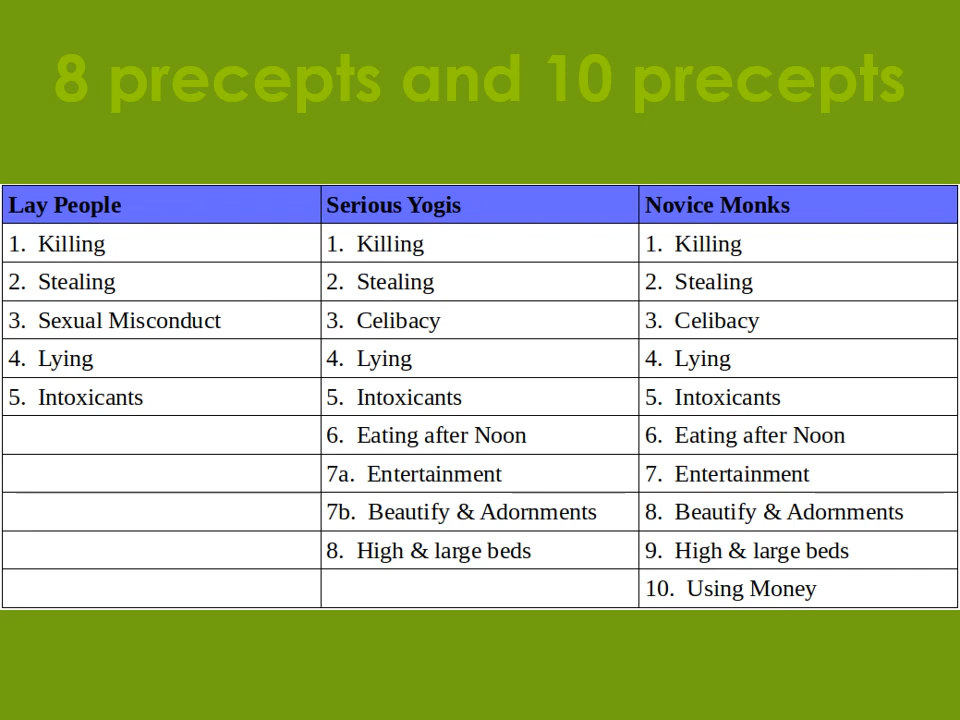 8 precepts and 10 precepts
Lay People Serious Yogis Novice Monks
1. Killing 1. Killing 1. Killing
2. Stealing 2. Stealing 2. Stealing
3. Sexual Misconduct 3. Celibacy 3. Celibacy
4. Lying 4. Lying 4. Lying
5. Intoxicants 5. Intoxicants 5. Intoxicants
6. Eating after Noon 6. Eating after Noon
7a. Entertainment 7. Entertainment
7b. Beautify & Adornments 8. Beautify & Adornments
8. High & large beds 9. High & large beds
10. Using Money